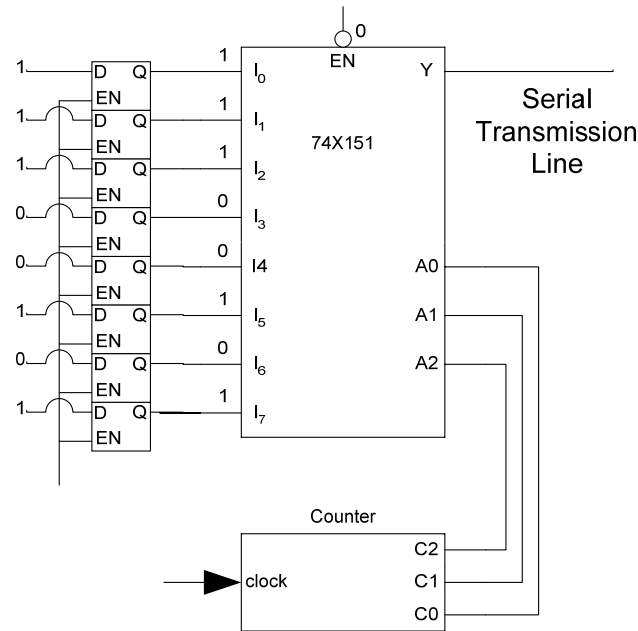 0
EN
1 D Q 1 I0 Y
EN
1 D Q 1 I1
EN
1 D Q 1 I2
EN
0 D Q 0 I3
EN
0 D Q 0 I4 A0
EN
1 D Q 1 I5 A1
EN
0 D Q 0 I6 A2
EN
1 D Q 1 I7
EN
74X151
Serial
Transmission
Line
Counter
C2
clock C1
C0